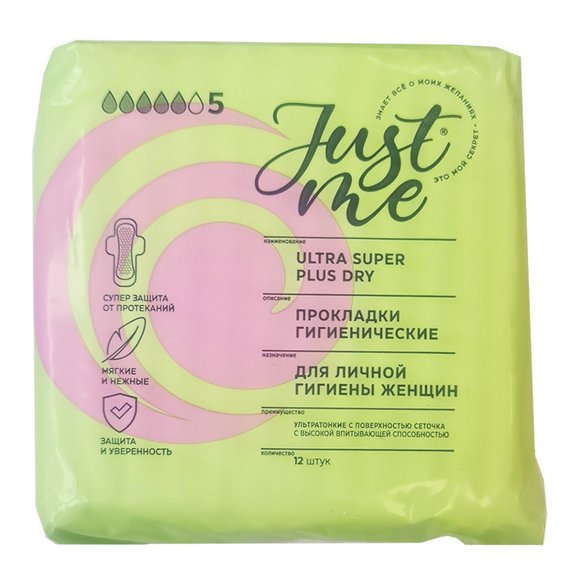 5
Just
me®
ЗНАЕТ ВСЁ О МОИХ ЖЕЛАНИЯХ • ЭТО МОЙ СЕКРЕТ •
наименование
ULTRA SUPER
PLUS DRY
описание
ПРОКЛАДКИ
ГИГИЕНИЧЕСКИЕ
назначение
ДЛЯ ЛИЧНОЙ
ГИГИЕНЫ ЖЕНЩИН
преимущество
УЛЬТРАТОНКИЕ С ПОВЕРХНОСТЬЮ СЕТОЧКА
С ВЫСОКОЙ ВПИТЫВАЮЩЕЙ СПОСОБНОСТЬЮ
количество
12 штук
СУПЕР ЗАЩИТА
ОТ ПРОТЕКАНИЙ
МЯГКИЕ
И НЕЖНЫЕ
ЗАЩИТА
И УВЕРЕННОСТЬ